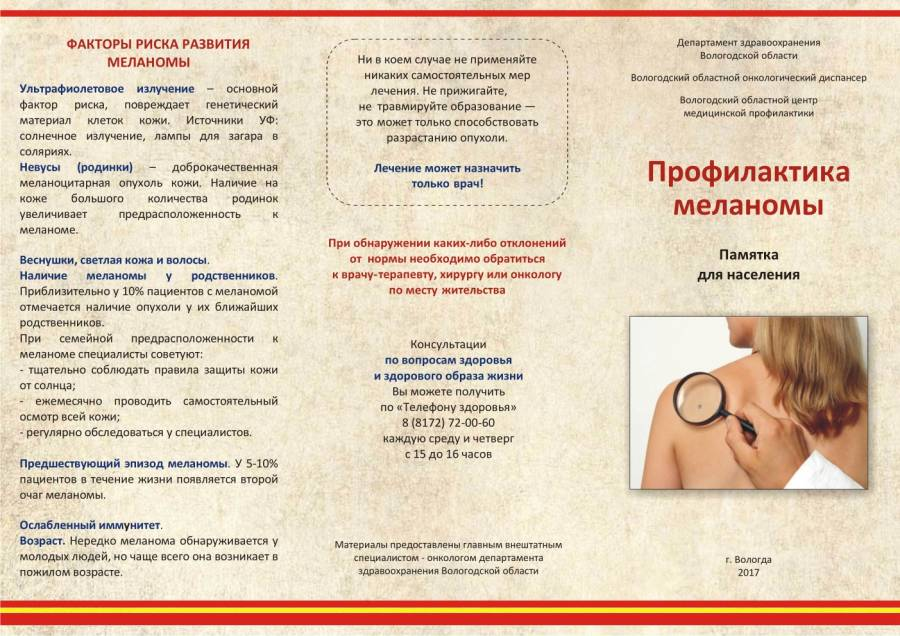 ФАКТОРЫ РИСКА РАЗВИТИЯ
МЕЛАНОМЫ
Ультрафиолетовое излучение – основной
фактор риска, повреждает генетический
материал клеток кожи. Источники УФ:
солнечное излучение, лампы для загара в
соляриях.
Невусы (родинки) – доброкачественная
меланоцитарная опухоль кожи. Наличие на
коже большого количества родинок
увеличивает предрасположенность к
меланоме.
Веснушки, светлая кожа и волосы.
Наличие меланомы у родственников.
Приблизительно у 10% пациентов с меланомой
отмечается наличие опухоли у их ближайших
родственников.
При семейной предрасположенности к
меланоме специалисты советуют:
- тщательно соблюдать правила защиты кожи
от солнца;
- ежемесячно проводить самостоятельный
осмотр всей кожи;
- регулярно обследоваться у специалистов.
Предшествующий эпизод меланомы. У 5-10%
пациентов в течение жизни появляется второй
очаг меланомы.
Ослабленный иммунитет.
Возраст. Нередко меланома обнаруживается у
молодых людей, но чаще всего она возникает в
пожилом возрасте.
Ни в коем случае не применяйте
никаких самостоятельных мер
лечения. Не прижигайте,
не травмируйте образование —
это может только способствовать
разрастанию опухоли.
Лечение может назначить
только врач!
При обнаружении каких-либо отклонений
от нормы необходимо обратиться
к врачу-терапевту, хирургу или онкологу
по месту жительства
Консультации
по вопросам здоровья
и здорового образа жизни
Вы можете получить
по «Телефону здоровья»
8 (8172) 72-00-60
каждую среду и четверг
с 15 до 16 часов
Материалы предоставлены главным внештатным
специалистом - онкологом департамента
здравоохранения Вологодской области
Департамент здравоохранения
Вологодской области
Вологодский областной онкологический диспансер
Вологодский областной центр
медицинской профилактики
Профилактика
меланомы
Памятка
для населения
г. Вологда
2017